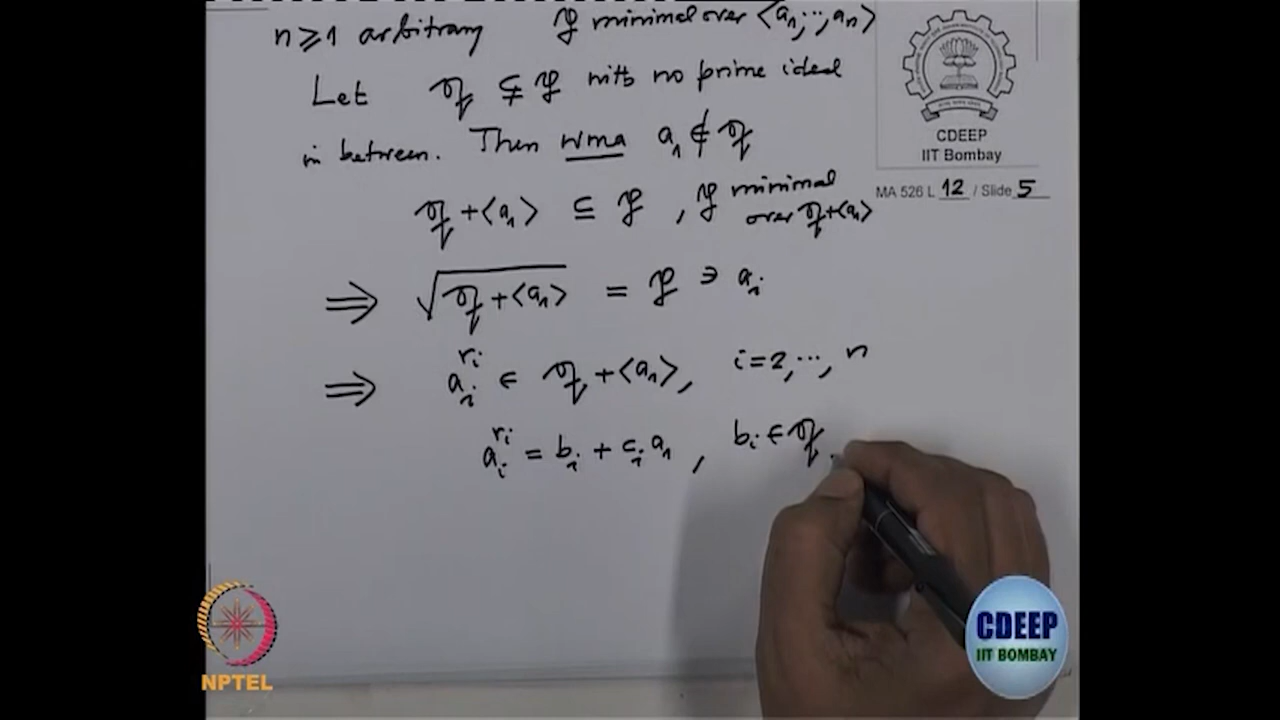 n ⩾ 1 arbitrary 𝔭 minimal over ⟨a₁, ⋯, aₙ⟩
Let 𝔮 ⊊ 𝔭 with no prime ideal
in between. Then wma a₁ ∉ 𝔮
𝔮 + ⟨a₁⟩ ⊆ 𝔭 , 𝔭 minimal
over 𝔮+⟨a₁⟩
⟹ √(𝔮 + ⟨a₁⟩) = 𝔭 ∋ aᵢ
⟹ aᵢ^{rᵢ} ∈ 𝔮 + ⟨a₁⟩, i = 2, ⋯, n
aᵢ^{rᵢ} = bᵢ + cᵢ a₁ , bᵢ ∈ 𝔮
CDEEP
IIT Bombay
MA 526 L 12 / Slide 5
NPTEL
CDEEP
IIT BOMBAY